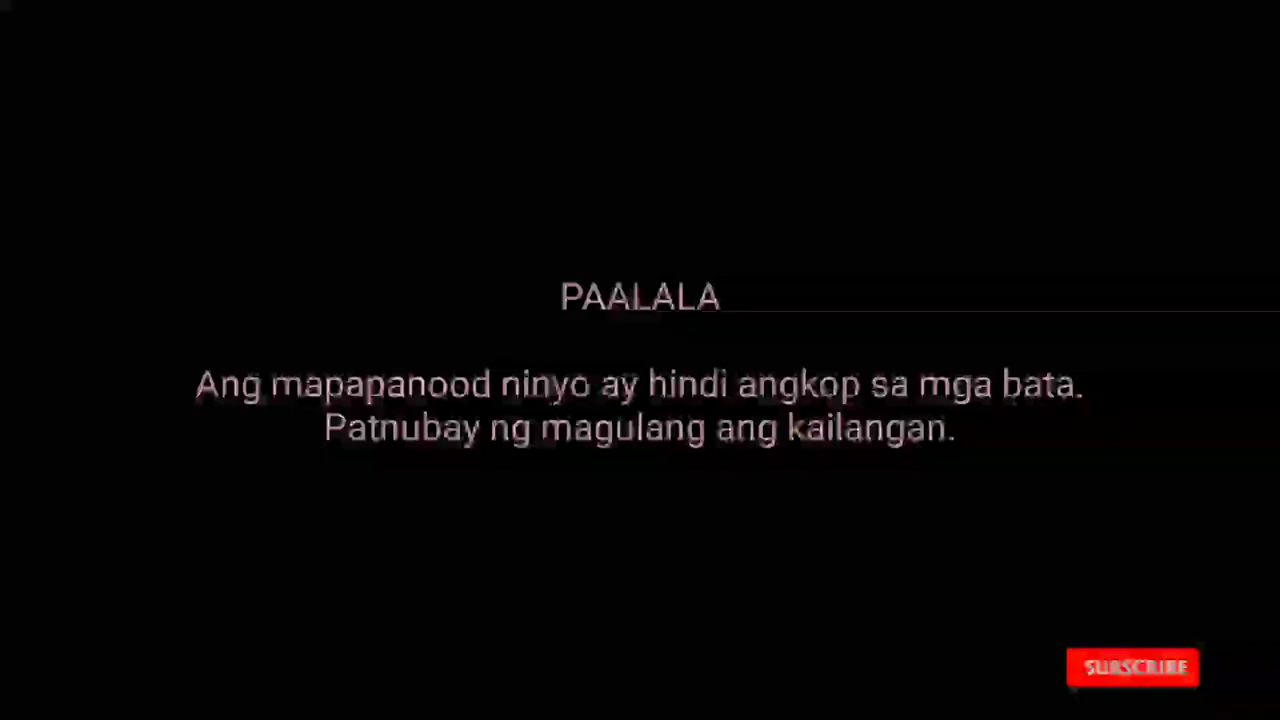 PAALALA
Ang mapapanood ninyo ay hindi angkop sa mga bata.
Patnubay ng magulang ang kailangan.
SUBSCRIBE